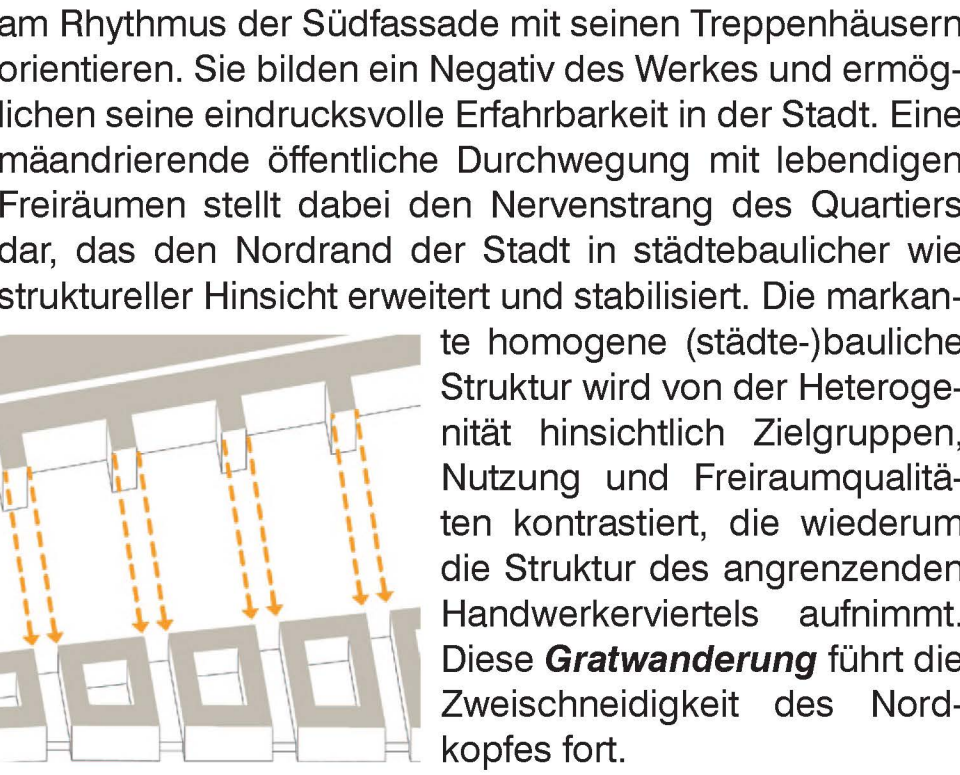 am Rhythmus der Südfassade mit seinen Treppenhäusern
orientieren. Sie bilden ein Negativ des Werkes und ermög-
lichen seine eindrucksvolle Erfahrbarkeit in der Stadt. Eine
mäandrierende öffentliche Durchwegung mit lebendigen
Freiräumen stellt dabei den Nervenstrang des Quartiers
dar, das den Nordrand der Stadt in städtebaulicher wie
struktureller Hinsicht erweitert und stabilisiert. Die markan-
te homogene (städte-)bauliche
Struktur wird von der Heteroge-
nität hinsichtlich Zielgruppen,
Nutzung und Freiraumqualitä-
ten kontrastiert, die wiederum
die Struktur des angrenzenden
Handwerkerviertels aufnimmt.
Diese Gratwanderung führt die
Zweischneidigkeit des Nord-
kopfes fort.